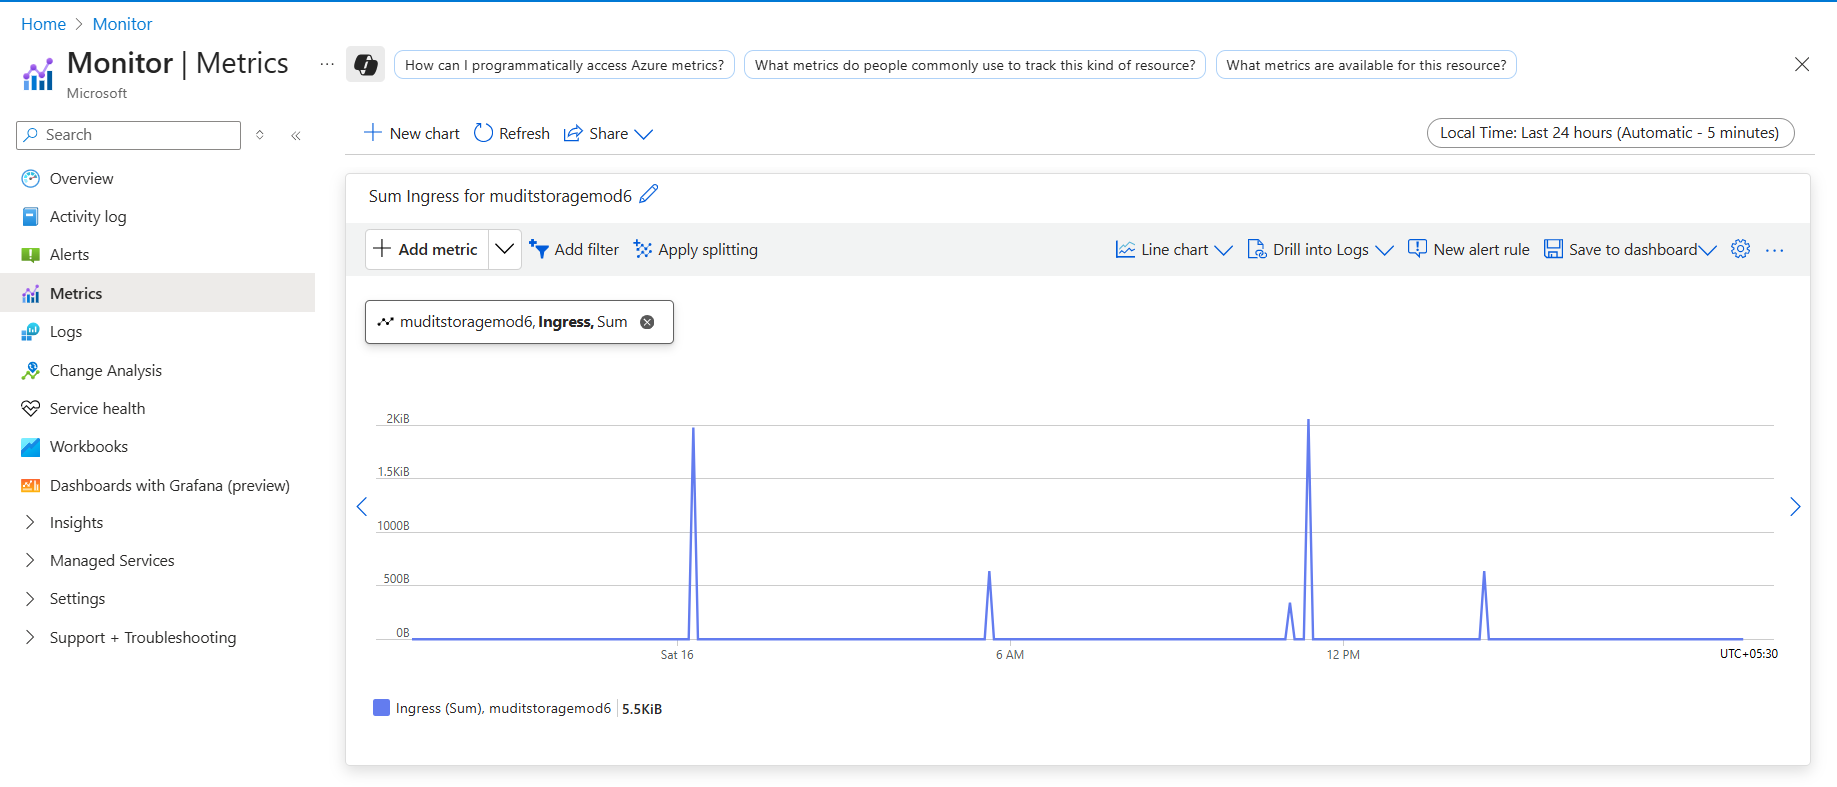 Home > Monitor
Monitor | Metrics
Microsoft
...
How can I programmatically access Azure metrics?
What metrics do people commonly use to track this kind of resource?
What metrics are available for this resource?
Search
Overview
Activity log
Alerts
Metrics
Logs
Change Analysis
Service health
Workbooks
Dashboards with Grafana (preview)
Insights
Managed Services
Settings
Support + Troubleshooting
New chart
Refresh
Share
Local Time: Last 24 hours (Automatic - 5 minutes)
Sum Ingress for muditstoragemod6
Add metric
Add filter
Apply splitting
Line chart
Drill into Logs
New alert rule
Save to dashboard
...
muditstoragemod6, Ingress, Sum
2KiB
1.5KiB
1000B
500B
0B
Sat 16
6 AM
12 PM
UTC+05:30
Ingress (Sum), muditstoragemod6 | 5.5KiB